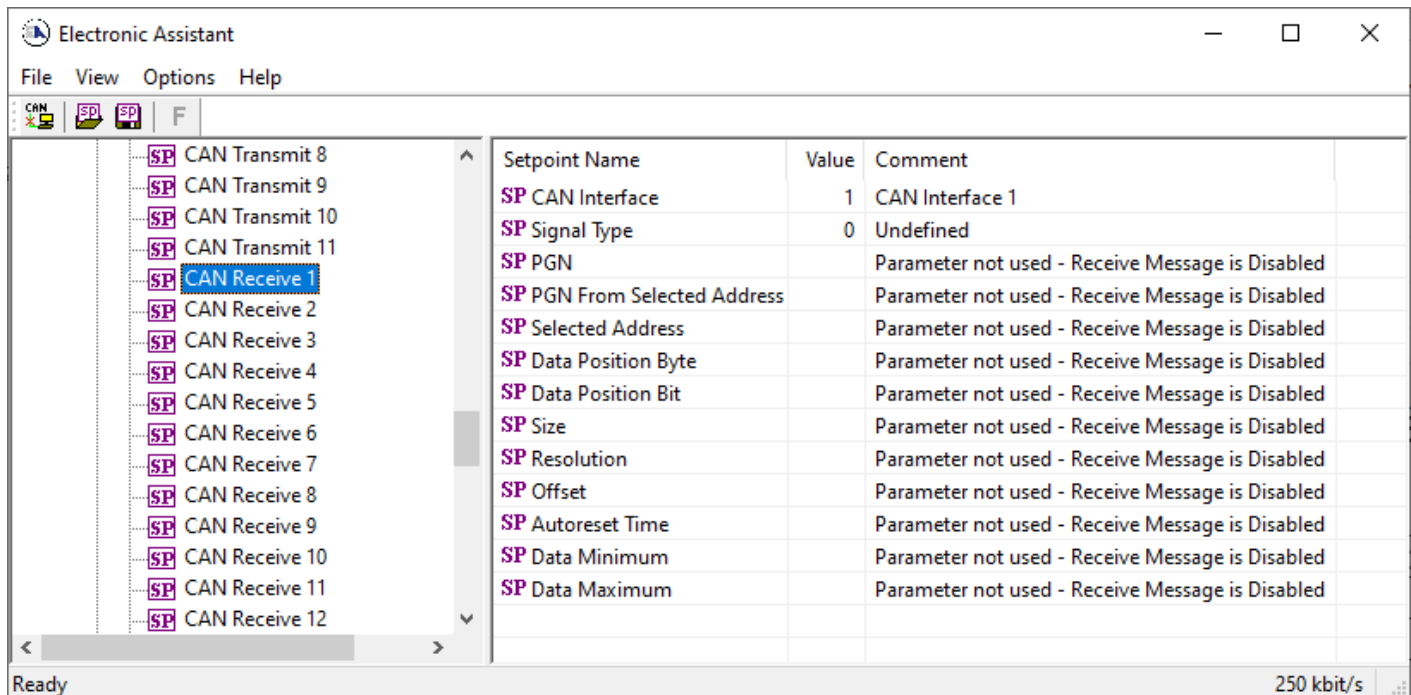 Electronic Assistant
File View Options Help
CAN SP SP F
SP CAN Transmit 8
SP CAN Transmit 9
SP CAN Transmit 10
SP CAN Transmit 11
SP CAN Receive 1
SP CAN Receive 2
SP CAN Receive 3
SP CAN Receive 4
SP CAN Receive 5
SP CAN Receive 6
SP CAN Receive 7
SP CAN Receive 8
SP CAN Receive 9
SP CAN Receive 10
SP CAN Receive 11
SP CAN Receive 12
Setpoint Name Value Comment
SP CAN Interface 1 CAN Interface 1
SP Signal Type 0 Undefined
SP PGN Parameter not used - Receive Message is Disabled
SP PGN From Selected Address Parameter not used - Receive Message is Disabled
SP Selected Address Parameter not used - Receive Message is Disabled
SP Data Position Byte Parameter not used - Receive Message is Disabled
SP Data Position Bit Parameter not used - Receive Message is Disabled
SP Size Parameter not used - Receive Message is Disabled
SP Resolution Parameter not used - Receive Message is Disabled
SP Offset Parameter not used - Receive Message is Disabled
SP Autoreset Time Parameter not used - Receive Message is Disabled
SP Data Minimum Parameter not used - Receive Message is Disabled
SP Data Maximum Parameter not used - Receive Message is Disabled
Ready 250 kbit/s